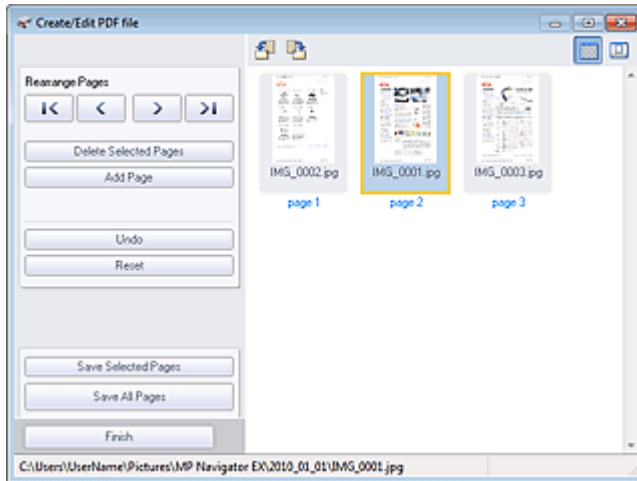 Create/Edit PDF file
Rearrange Pages
Delete Selected Pages
Add Page
Undo
Reset
Save Selected Pages
Save All Pages
Finish
IMG_0002.jpg
IMG_0001.jpg
IMG_0003.jpg
page 1
page 2
page 3
C:\Users\UserName\Pictures\MP Navigator EX\2010_01_01\IMG_0001.jpg